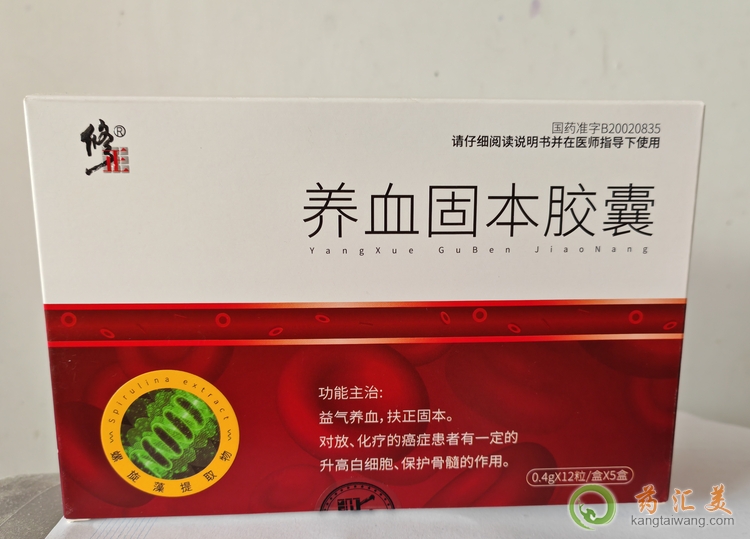 修正®
国药准字B20020835
请仔细阅读说明书并在医师指导下使用
养血固本胶囊
YangXue GuBen JiaoNang
功能主治:
益气养血,扶正固本。
对放、化疗的癌症患者有一定的
升高白细胞、保护骨髓的作用。
0.4gX12粒/盒X5盒
Spirulina extract
螺旋藻提取物
药汇美
kangtaiwang.com